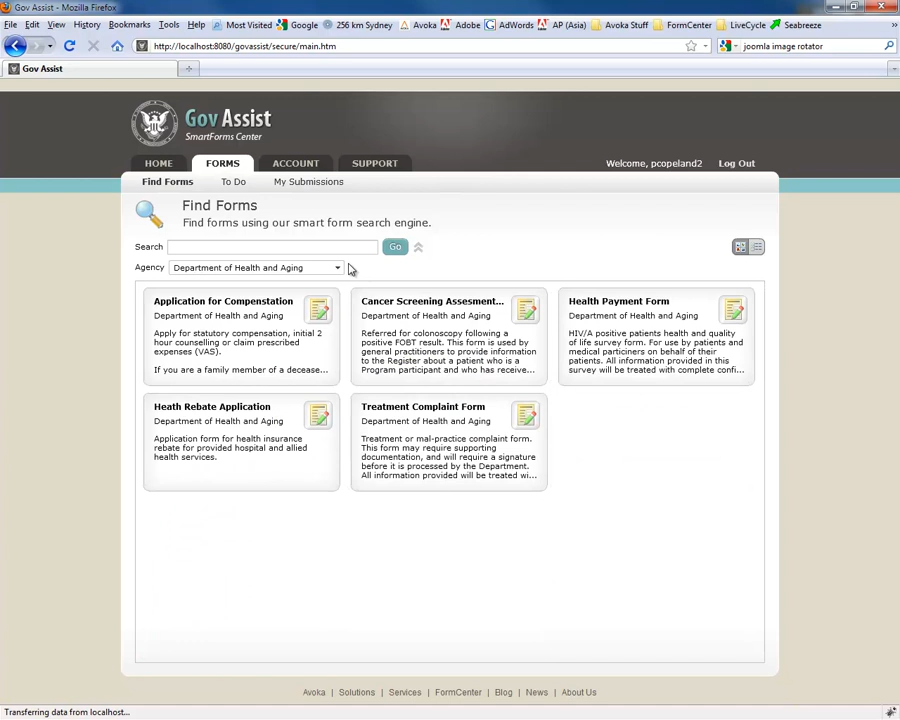 Gov Assist - Mozilla Firefox
File Edit View History Bookmarks Tools Help Most Visited Google 256 km Sydney Avoka Adobe AdWords AP (Asia) Avoka Stuff FormCenter LiveCycle Seabreeze »
http://localhost:8080/govassist/secure/main.htm joomla image rotator
Gov Assist
Gov Assist
SmartForms Center
HOME FORMS ACCOUNT SUPPORT Welcome, pcopeland2 Log Out
Find Forms To Do My Submissions
Find Forms
Find forms using our smart form search engine.
Search Go
Agency Department of Health and Aging
Application for Compenstation
Department of Health and Aging
Apply for statutory compensation, initial 2
hour counselling or claim prescribed
expenses (VAS).
If you are a family member of a decease...
Cancer Screening Assesment...
Department of Health and Aging
Referred for colonoscopy following a
positive FOBT result. This form is used by
general practitioners to provide information
to the Register about a patient who is a
Program participant and who has receive...
Health Payment Form
Department of Health and Aging
HIV/A positive patients health and quality
of life survey form. For use by patients and
medical particiners on behalf of their
patients. All information provided in this
survey will be treated with complete confi...
Heath Rebate Application
Department of Health and Aging
Application form for health insurance
rebate for provided hospital and allied
health services.
Treatment Complaint Form
Department of Health and Aging
Treatment or mal-practice complaint form.
This form may require supporting
documentation, and will require a signature
before it is processed by the Department.
All information provided will be treated wi...
Avoka | Solutions | Services | FormCenter | Blog | News | About Us
Transferring data from localhost...